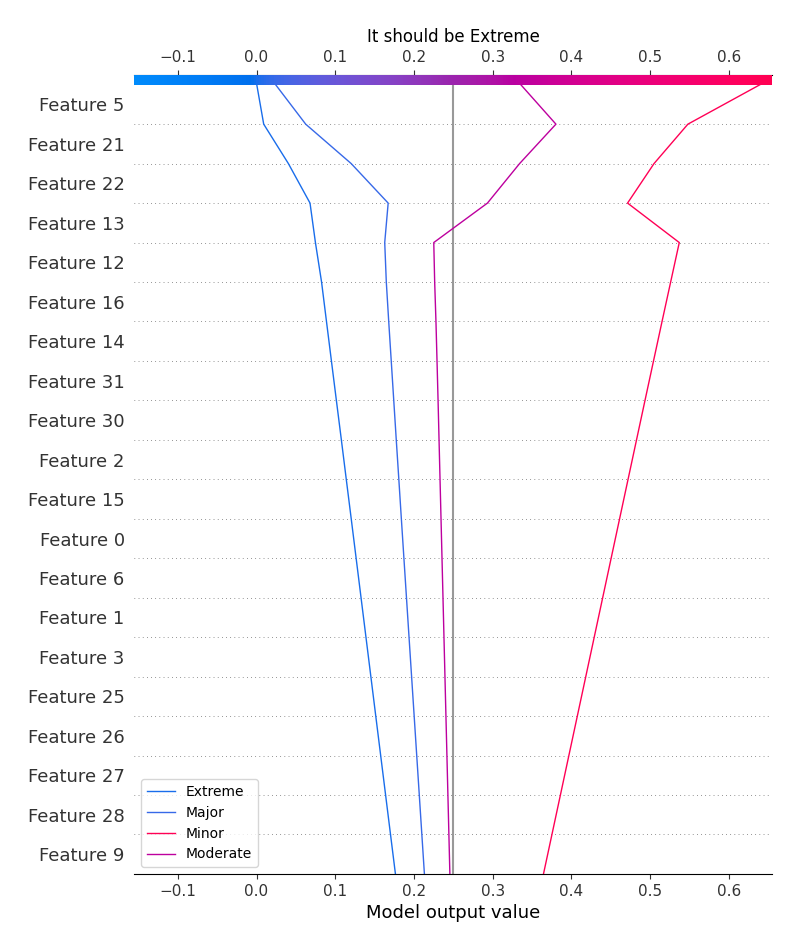 It should be Extreme
−0.1 0.0 0.1 0.2 0.3 0.4 0.5 0.6
Feature 5
Feature 21
Feature 22
Feature 13
Feature 12
Feature 16
Feature 14
Feature 31
Feature 30
Feature 2
Feature 15
Feature 0
Feature 6
Feature 1
Feature 3
Feature 25
Feature 26
Feature 27
Feature 28
Feature 9
Extreme
Major
Minor
Moderate
−0.1 0.0 0.1 0.2 0.3 0.4 0.5 0.6
Model output value